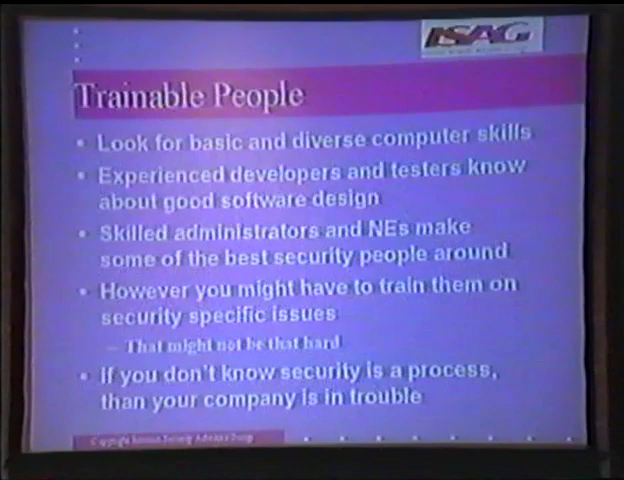 ISAG
Trainable People
• Look for basic and diverse computer skills
• Experienced developers and testers know
about good software design
• Skilled administrators and NEs make
some of the best security people around
• However you might have to train them on
security specific issues
– That might not be that hard
• If you don't know security is a process,
than your company is in trouble
Copyright